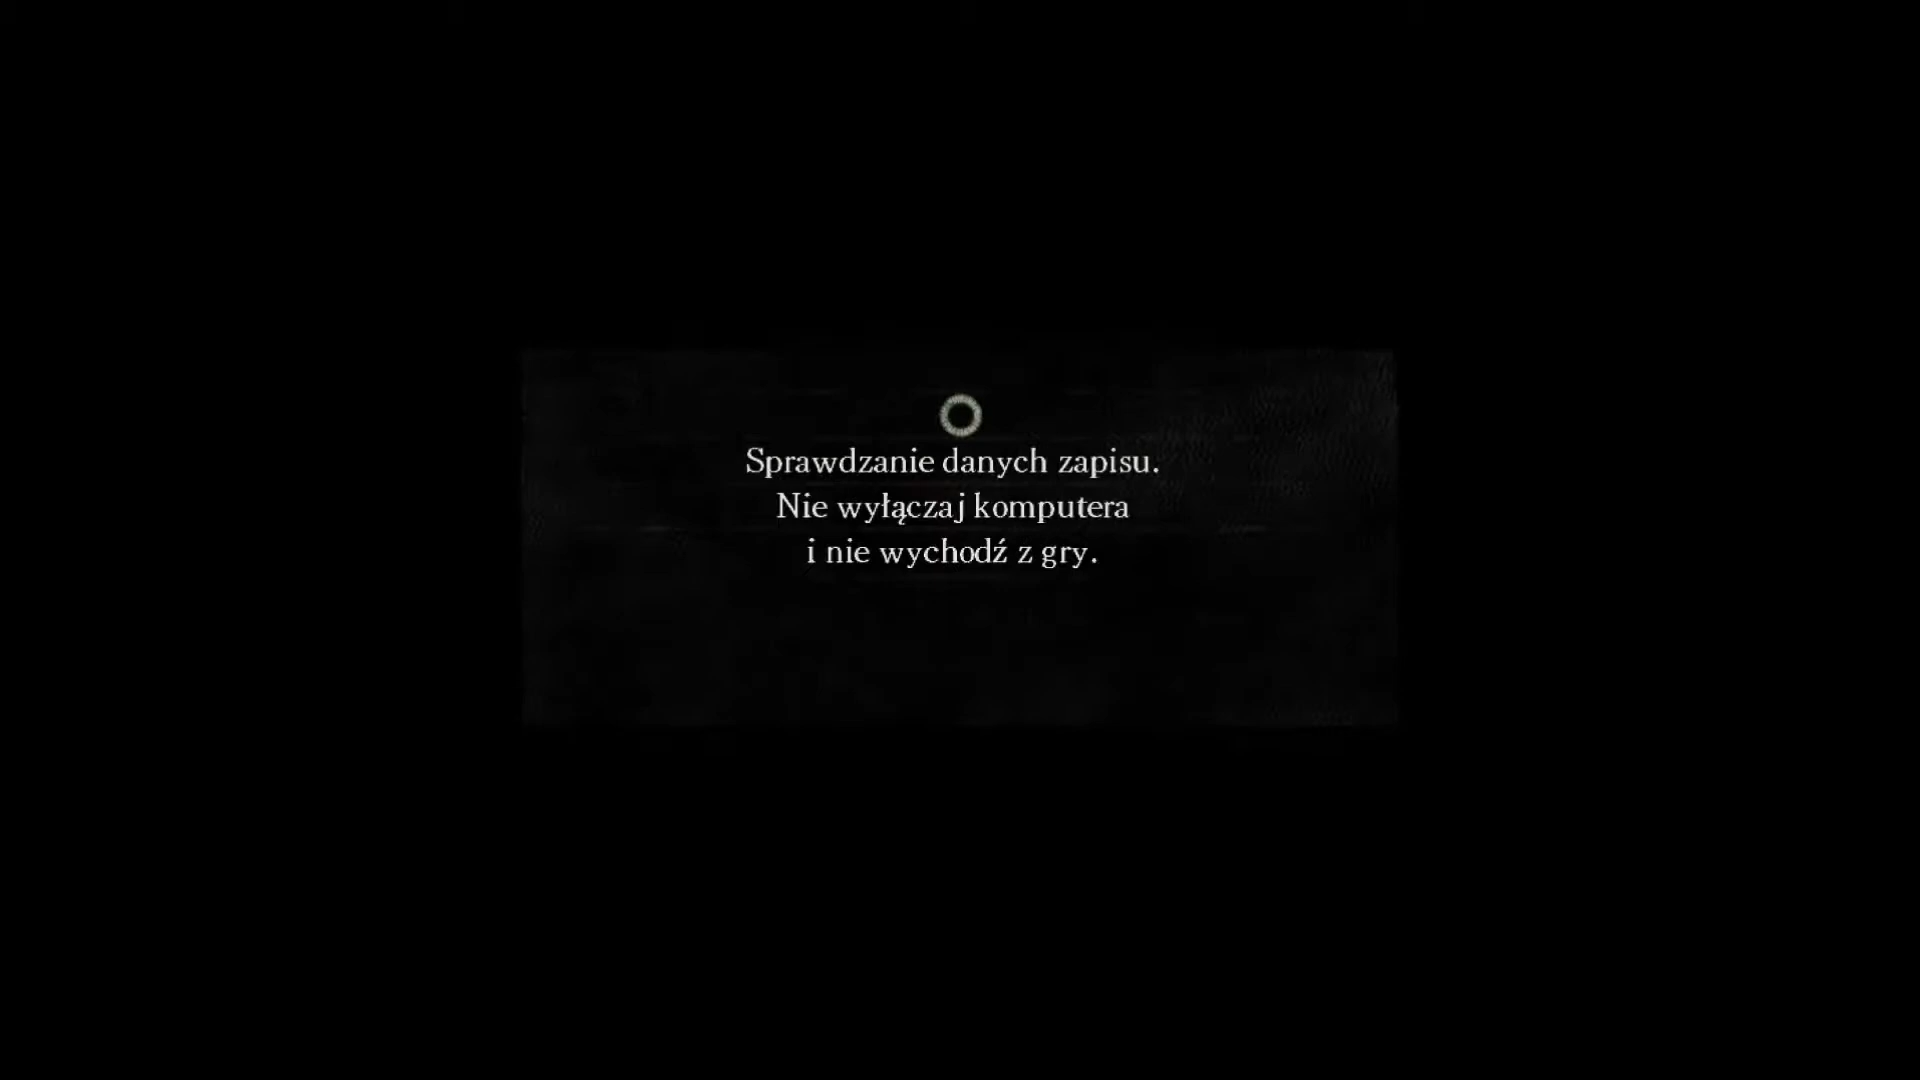 Sprawdzanie danych zapisu.
Nie wyłączaj komputera
i nie wychodź z gry.